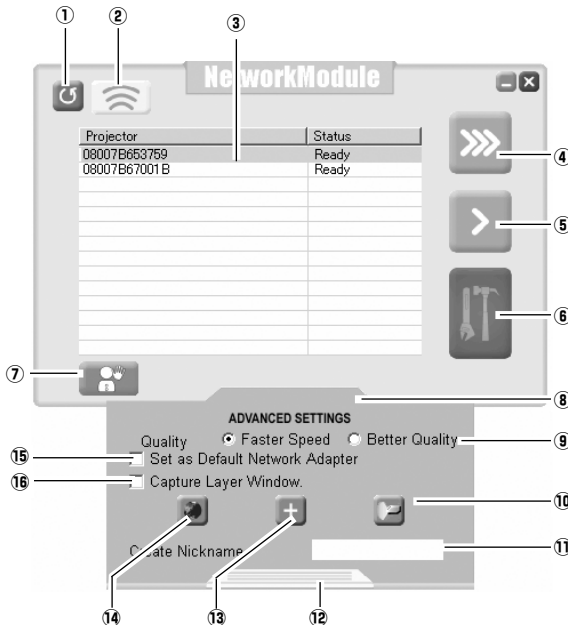 ① ② ③
NetworkModule
Projector Status
08007B653759 Ready
08007B67001B Ready
④
⑤
⑥
⑦
⑧
ADVANCED SETTINGS
Quality Faster Speed Better Quality ⑨
⑮ Set as Default Network Adapter
⑯ Capture Layer Window.
⑩
Create Nickname ⑪
⑭ ⑬ ⑫